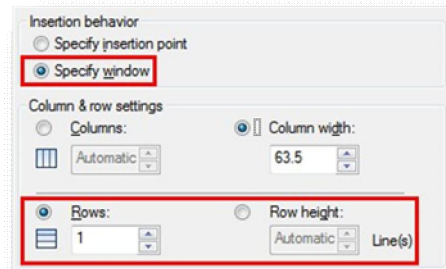 Insertion behavior
Specify insertion point
Specify window
Column & row settings
Columns: Column width:
Automatic 63.5
Rows: Row height:
1 Automatic Line(s)